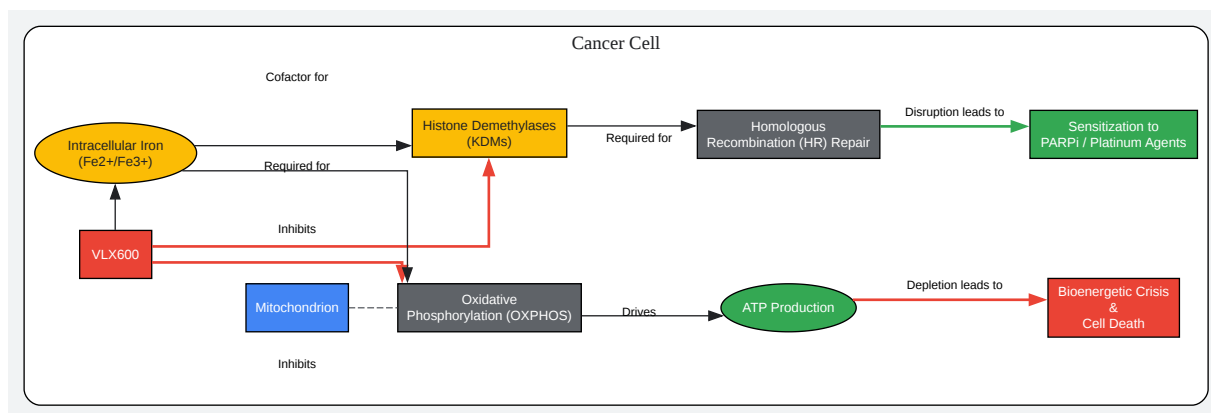 Cancer Cell
Cofactor for
Intracellular Iron
(Fe2+/Fe3+)
Histone Demethylases
(KDMs)
Required for
Homologous
Recombination (HR) Repair
Disruption leads to
Sensitization to
PARPi / Platinum Agents
Required for
VLX600
Inhibits
Mitochondrion
Oxidative
Phosphorylation (OXPHOS)
Drives
ATP Production
Depletion leads to
Bioenergetic Crisis
&
Cell Death
Inhibits